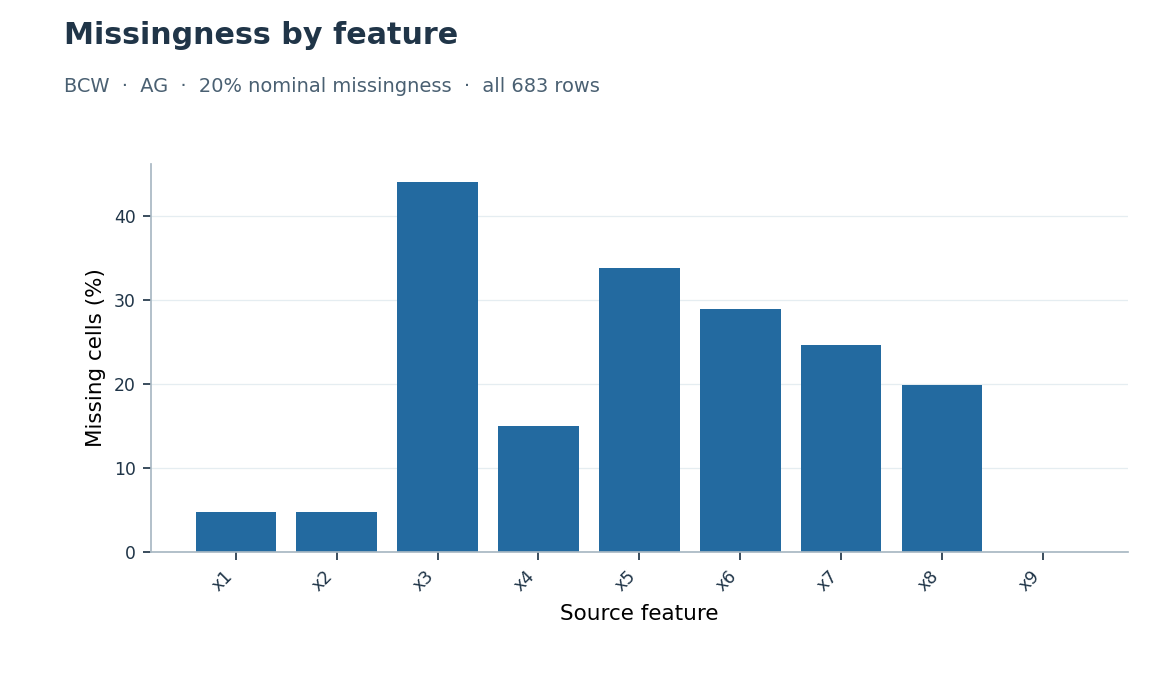 Missingness by feature
BCW · AG · 20% nominal missingness · all 683 rows
Missing cells (%)
40
30
20
10
0
x1 x2 x3 x4 x5 x6 x7 x8 x9
Source feature